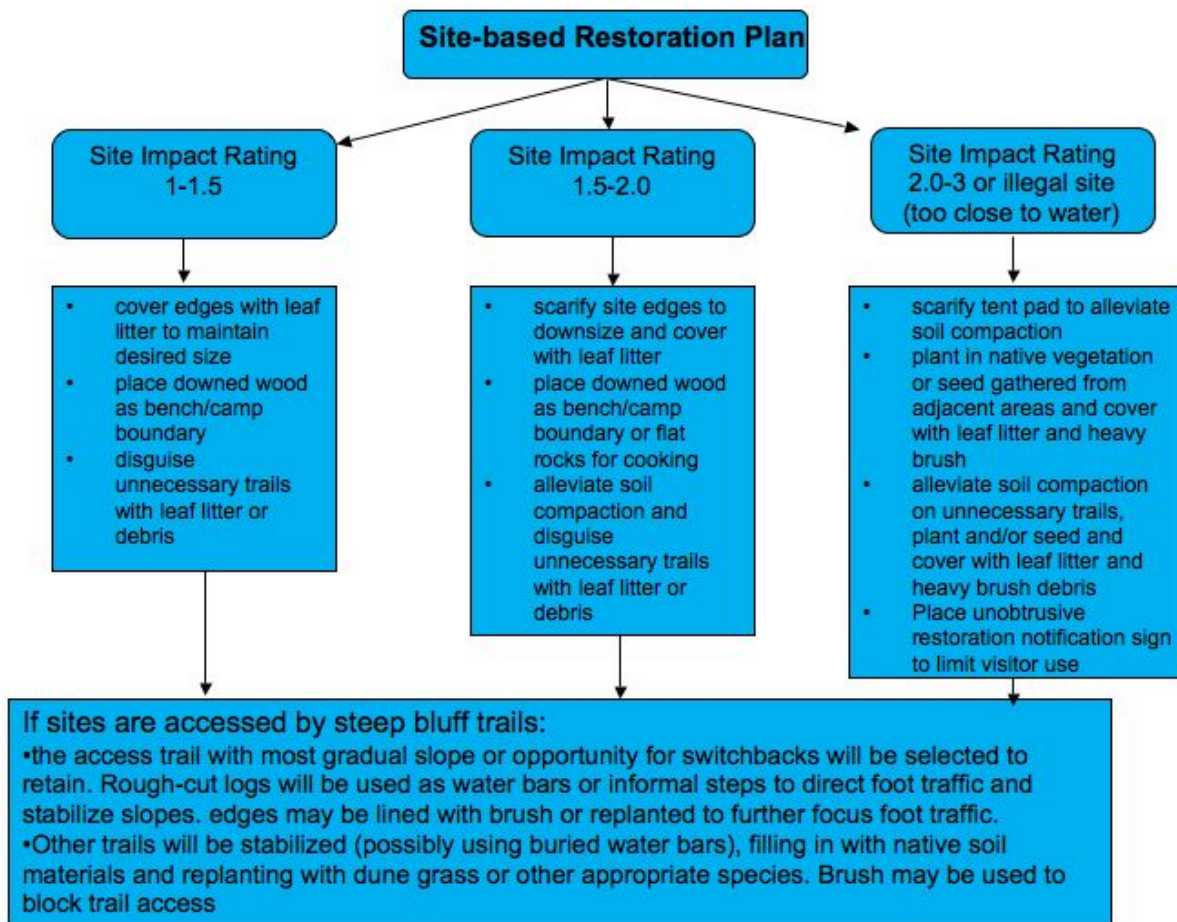 Site-based Restoration Plan
Site Impact Rating
1-1.5
Site Impact Rating
1.5-2.0
Site Impact Rating
2.0-3 or illegal site
(too close to water)
• cover edges with leaf
litter to maintain
desired size
• place downed wood
as bench/camp
boundary
• disguise
unnecessary trails
with leaf litter or
debris
• scarify site edges to
downsize and cover
with leaf litter
• place downed wood
as bench/camp
boundary or flat
rocks for cooking
• alleviate soil
compaction and
disguise
unnecessary trails
with leaf litter or
debris
• scarify tent pad to alleviate
soil compaction
• plant in native vegetation
or seed gathered from
adjacent areas and cover
with leaf litter and heavy
brush
• alleviate soil compaction
on unnecessary trails,
plant and/or seed and
cover with leaf litter and
heavy brush debris
• Place unobtrusive
restoration notification sign
to limit visitor use
If sites are accessed by steep bluff trails:
•the access trail with most gradual slope or opportunity for switchbacks will be selected to
retain. Rough-cut logs will be used as water bars or informal steps to direct foot traffic and
stabilize slopes. edges may be lined with brush or replanted to further focus foot traffic.
•Other trails will be stabilized (possibly using buried water bars), filling in with native soil
materials and replanting with dune grass or other appropriate species. Brush may be used to
block trail access